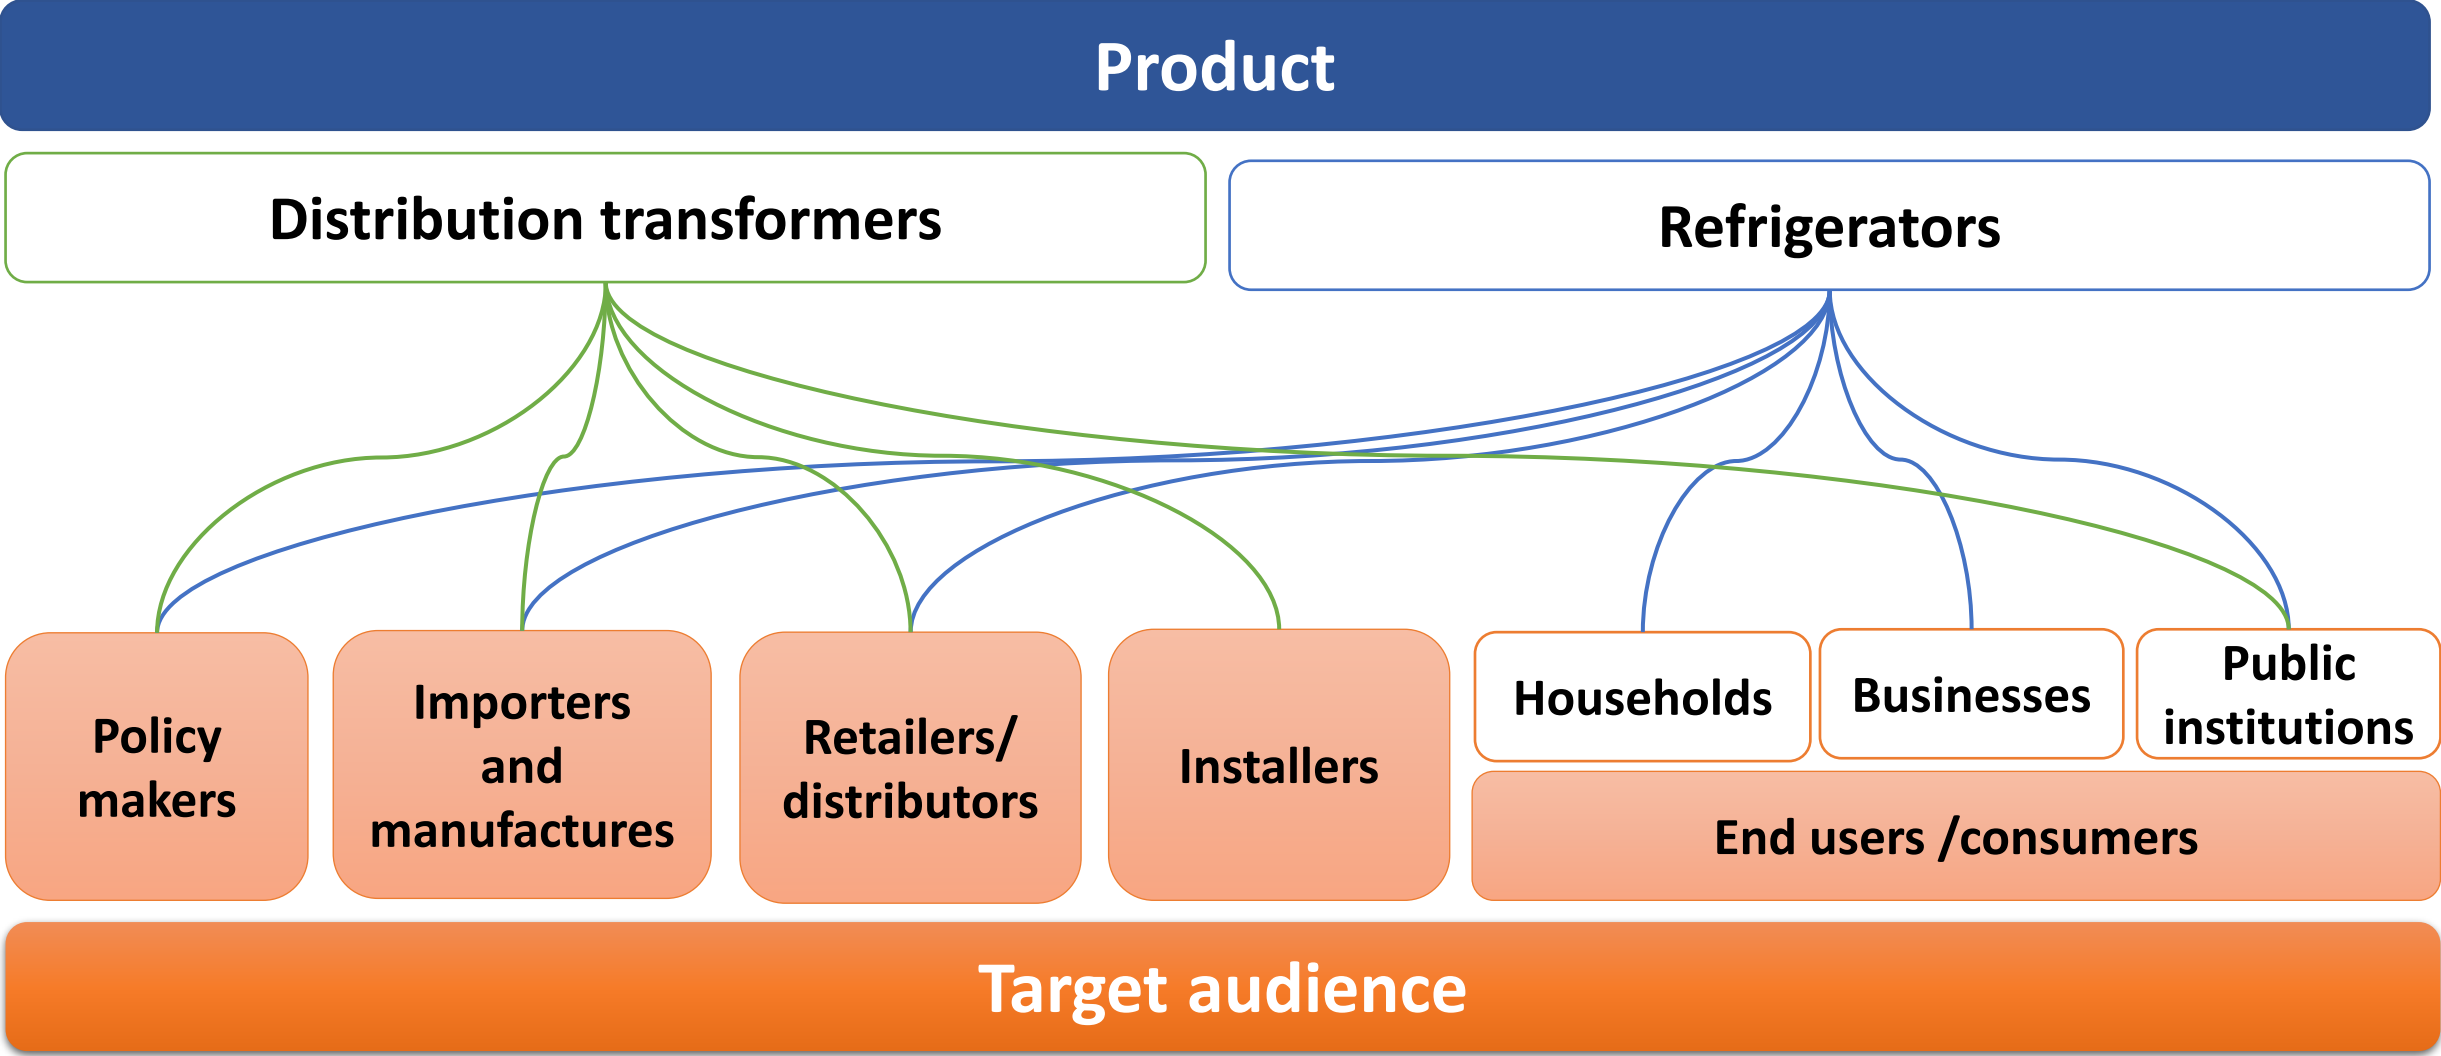 Product
Distribution transformers
Refrigerators
Policy
makers
Importers
and
manufactures
Retailers/
distributors
Installers
Households
Businesses
Public
institutions
End users /consumers
Target audience